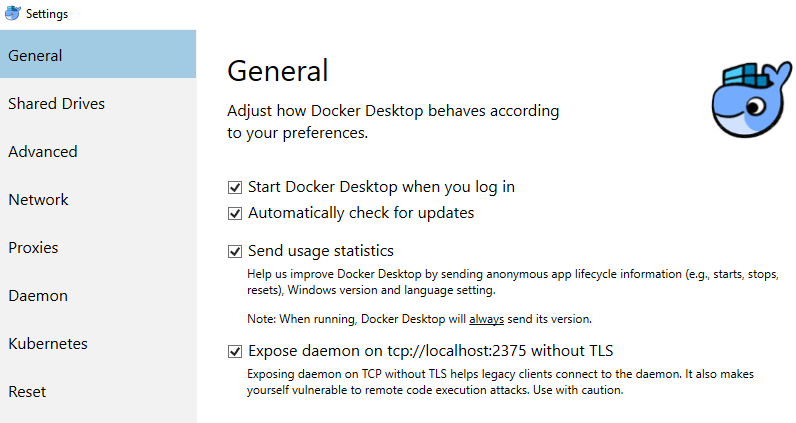 Settings
General
Shared Drives
Advanced
Network
Proxies
Daemon
Kubernetes
Reset
General
Adjust how Docker Desktop behaves according
to your preferences.
Start Docker Desktop when you log in
Automatically check for updates
Send usage statistics
Help us improve Docker Desktop by sending anonymous app lifecycle information (e.g., starts, stops,
resets), Windows version and language setting.
Note: When running, Docker Desktop will always send its version.
Expose daemon on tcp://localhost:2375 without TLS
Exposing daemon on TCP without TLS helps legacy clients connect to the daemon. It also makes
yourself vulnerable to remote code execution attacks. Use with caution.